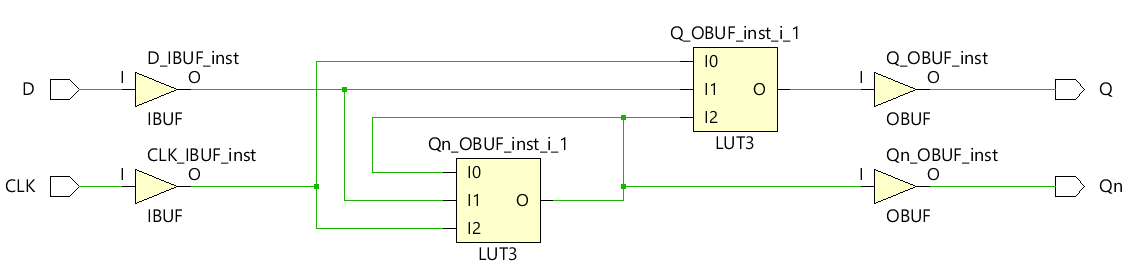 Q_OBUF_inst_i_1
D_IBUF_inst
I0
Q_OBUF_inst
D
I
O
I1
O
I
O
Q
IBUF
I2
OBUF
LUT3
Qn_OBUF_inst_i_1
CLK_IBUF_inst
Qn_OBUF_inst
I0
CLK
I
O
I
O
Qn
I1
O
IBUF
OBUF
I2
LUT3